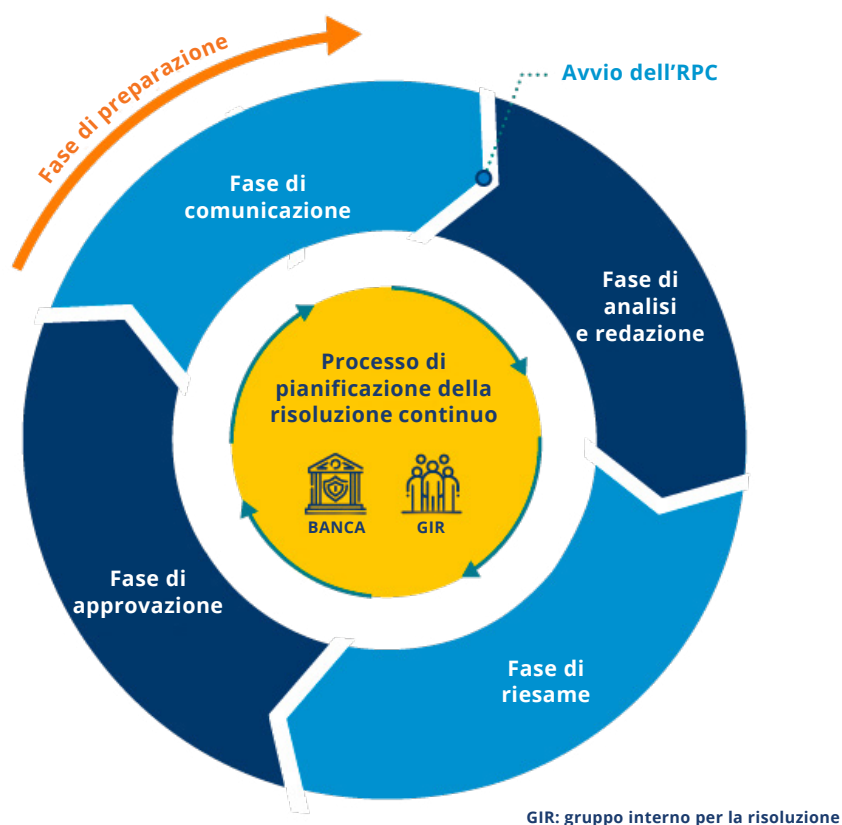 Fase di preparazione
Avvio dell’RPC
Fase di
comunicazione
Fase di
analisi
e redazione
Processo di
pianificazione della
risoluzione continuo
BANCA
GIR
Fase di
approvazione
Fase di
riesame
GIR: gruppo interno per la risoluzione